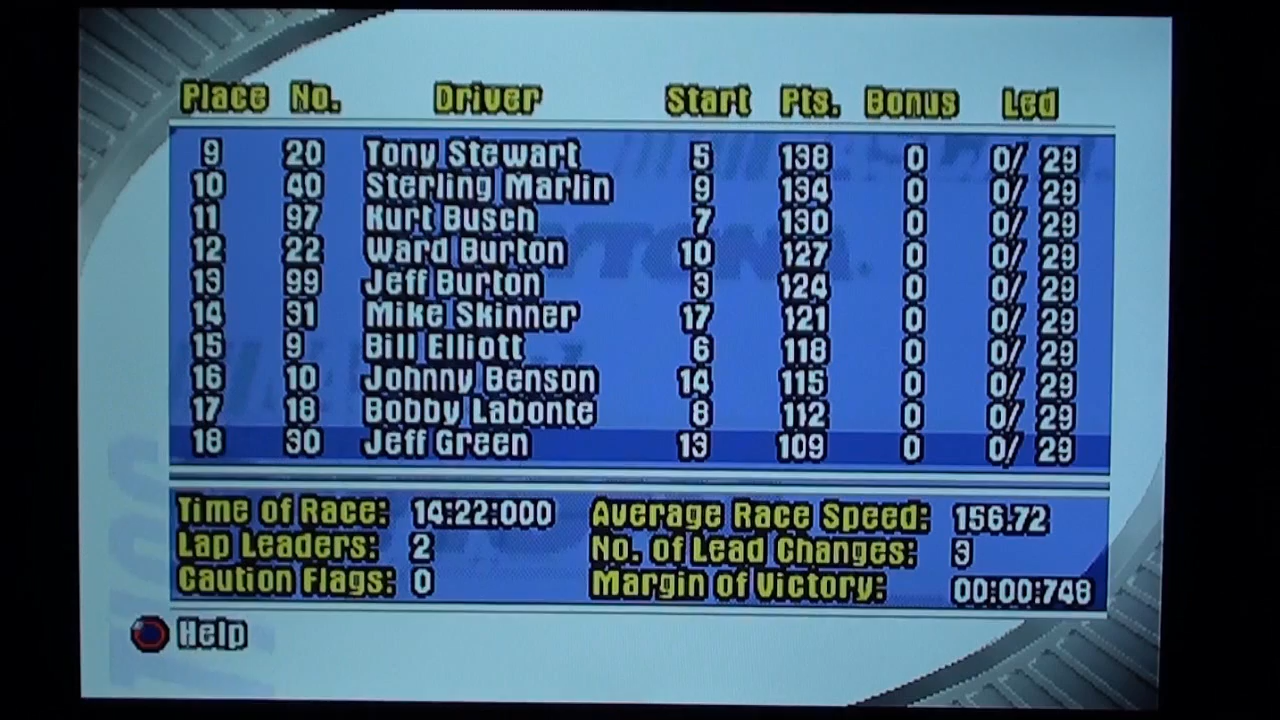 Place No. Driver Start Pts. Bonus Led
9 20 Tony Stewart 5 138 0 0/ 29
10 40 Sterling Marlin 9 134 0 0/ 29
11 97 Kurt Busch 7 130 0 0/ 29
12 22 Ward Burton 10 127 0 0/ 29
13 99 Jeff Burton 3 124 0 0/ 29
14 31 Mike Skinner 17 121 0 0/ 29
15 9 Bill Elliott 6 118 0 0/ 29
16 10 Johnny Benson 14 115 0 0/ 29
17 18 Bobby Labonte 8 112 0 0/ 29
18 30 Jeff Green 13 109 0 0/ 29
Time of Race: 14:22:000 Average Race Speed: 156.72
Lap Leaders: 2 No. of Lead Changes: 3
Caution Flags: 0 Margin of Victory: 00:00:748
Help